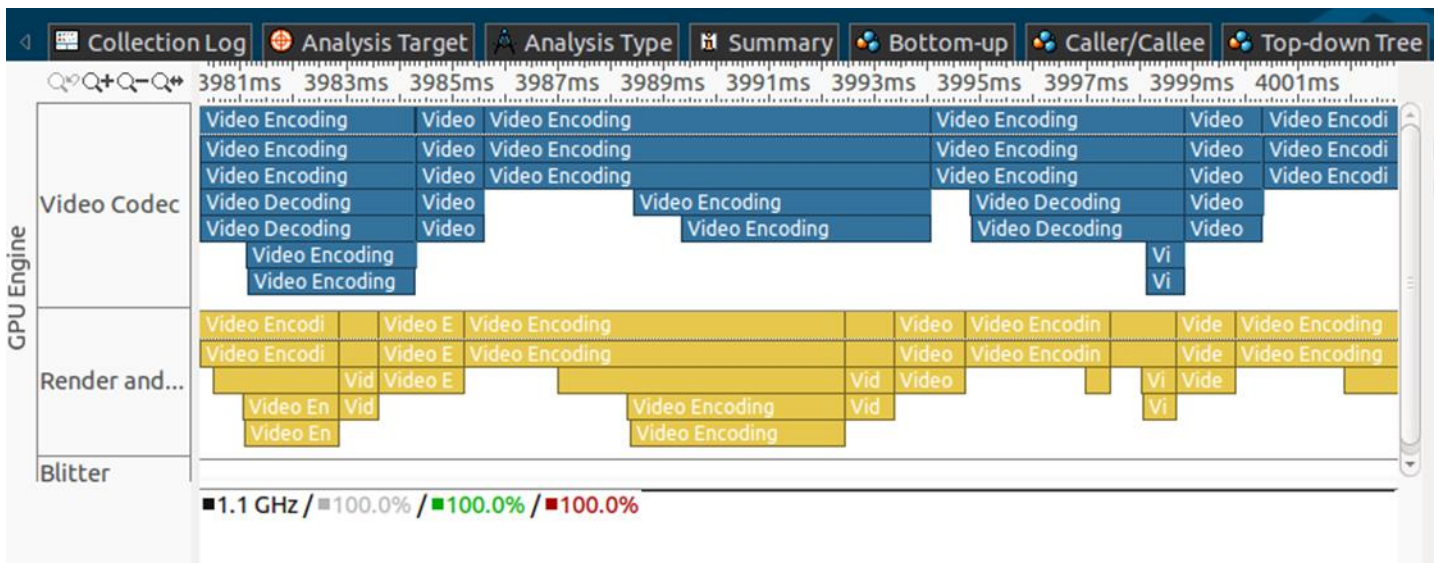 Collection Log Analysis Target Analysis Type Summary Bottom-up Caller/Callee Top-down Tree
3981ms 3983ms 3985ms 3987ms 3989ms 3991ms 3993ms 3995ms 3997ms 3999ms 4001ms
GPU Engine
Video Codec
Video Encoding Video Video Encoding Video Encoding Video Video Encodi
Video Encoding Video Video Encoding Video Encoding Video Video Encodi
Video Encoding Video Video Encoding Video Encoding Video Video Encodi
Video Decoding Video Video Encoding Video Decoding Video
Video Decoding Video Video Encoding Video Decoding Video
Video Encoding Vi
Video Encoding Vi
Render and...
Video Encodi Video E Video Encoding Video Video Encodin Vide Video Encoding
Video Encodi Video E Video Encoding Video Video Encodin Vide Video Encoding
Vid Video E Vid Video Vi Vide
Video En Vid Video Encoding Vid Vi
Video En Video Encoding
Blitter
1.1 GHz / 100.0% / 100.0% / 100.0%